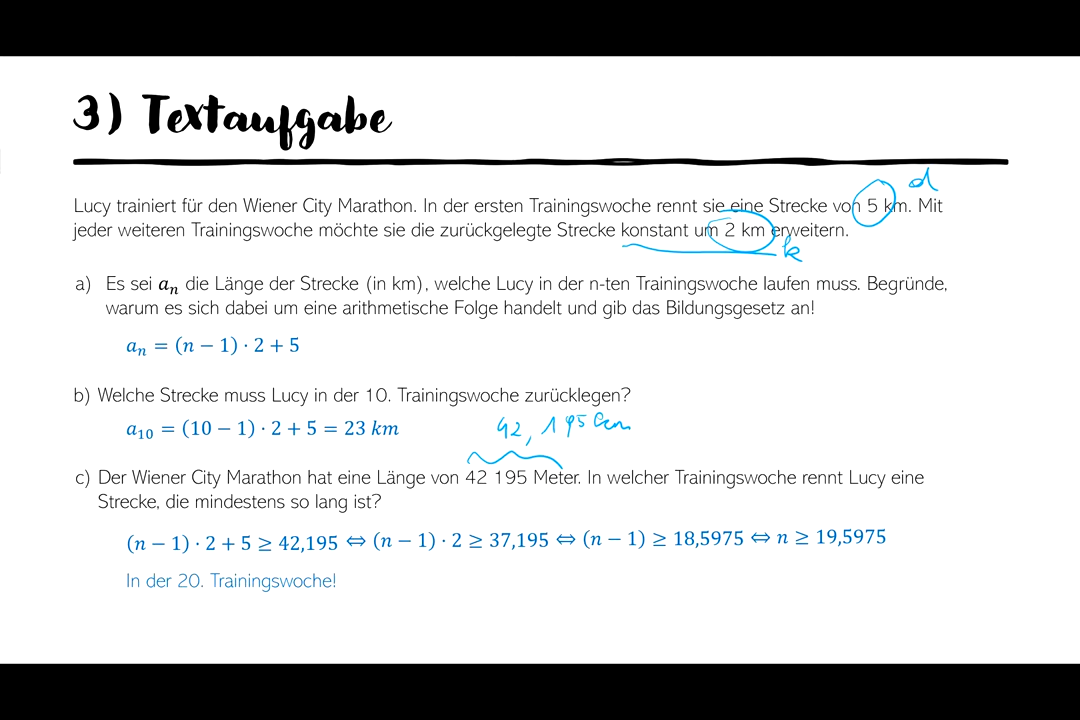 3) Textaufgabe
d
Lucy trainiert für den Wiener City Marathon. In der ersten Trainingswoche rennt sie eine Strecke von 5 km. Mit
jeder weiteren Trainingswoche möchte sie die zurückgelegte Strecke konstant um 2 km erweitern.
k
a) Es sei aₙ die Länge der Strecke (in km), welche Lucy in der n-ten Trainingswoche laufen muss. Begründe,
warum es sich dabei um eine arithmetische Folge handelt und gib das Bildungsgesetz an!
aₙ = (n − 1) · 2 + 5
b) Welche Strecke muss Lucy in der 10. Trainingswoche zurücklegen?
a₁₀ = (10 − 1) · 2 + 5 = 23 km
42,195 km
c) Der Wiener City Marathon hat eine Länge von 42 195 Meter. In welcher Trainingswoche rennt Lucy eine
Strecke, die mindestens so lang ist?
(n − 1) · 2 + 5 ≥ 42,195 ⇔ (n − 1) · 2 ≥ 37,195 ⇔ (n − 1) ≥ 18,5975 ⇔ n ≥ 19,5975
In der 20. Trainingswoche!